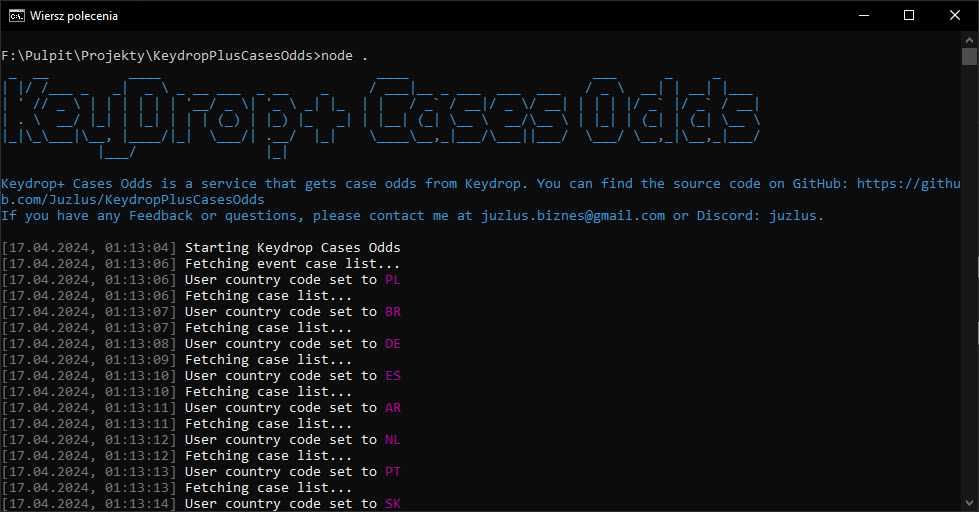 Wiersz polecenia
F:\Pulpit\Projekty\KeydropPlusCasesOdds>node .
KeyDrop+ Cases Odds
Keydrop+ Cases Odds is a service that gets case odds from Keydrop. You can find the source code on GitHub: https://githu
b.com/Juzlus/KeydropPlusCasesOdds
If you have any Feedback or questions, please contact me at juzlus.biznes@gmail.com or Discord: juzlus.
[17.04.2024, 01:13:04] Starting Keydrop Cases Odds
[17.04.2024, 01:13:06] Fetching event case list...
[17.04.2024, 01:13:06] User country code set to PL
[17.04.2024, 01:13:06] Fetching case list...
[17.04.2024, 01:13:07] User country code set to BR
[17.04.2024, 01:13:07] Fetching case list...
[17.04.2024, 01:13:08] User country code set to DE
[17.04.2024, 01:13:09] Fetching case list...
[17.04.2024, 01:13:10] User country code set to ES
[17.04.2024, 01:13:10] Fetching case list...
[17.04.2024, 01:13:11] User country code set to AR
[17.04.2024, 01:13:11] Fetching case list...
[17.04.2024, 01:13:12] User country code set to NL
[17.04.2024, 01:13:12] Fetching case list...
[17.04.2024, 01:13:13] User country code set to PT
[17.04.2024, 01:13:13] Fetching case list...
[17.04.2024, 01:13:14] User country code set to SK